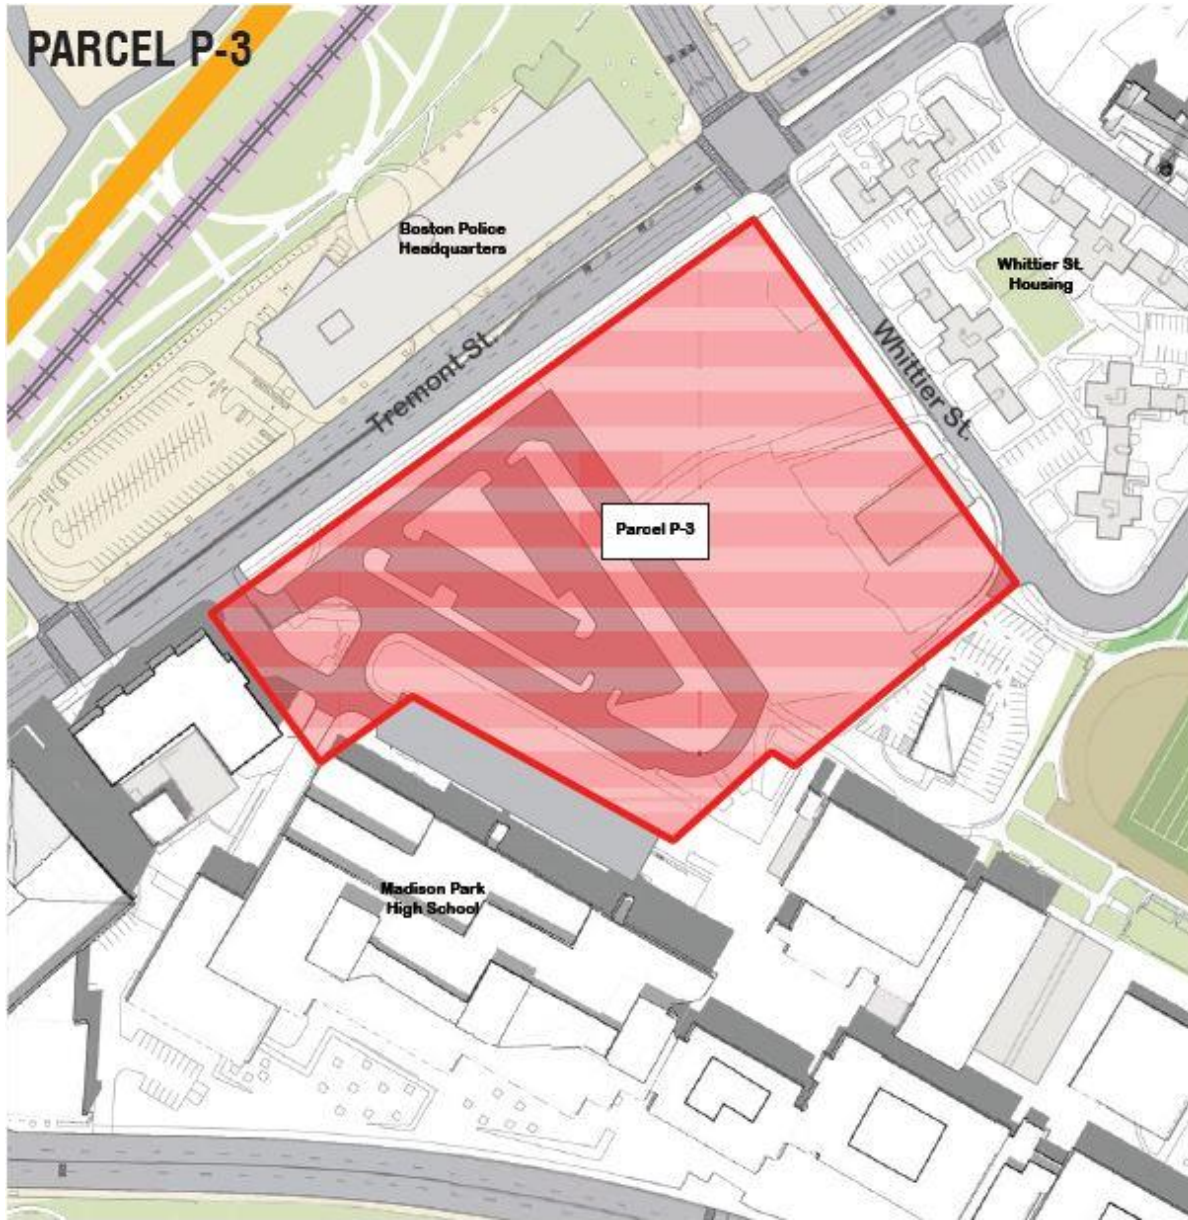 PARCEL P-3
Boston Police
Headquarters
Whittier St.
Housing
Tremont St.
Whittier St.
Parcel P-3
Madison Park
High School